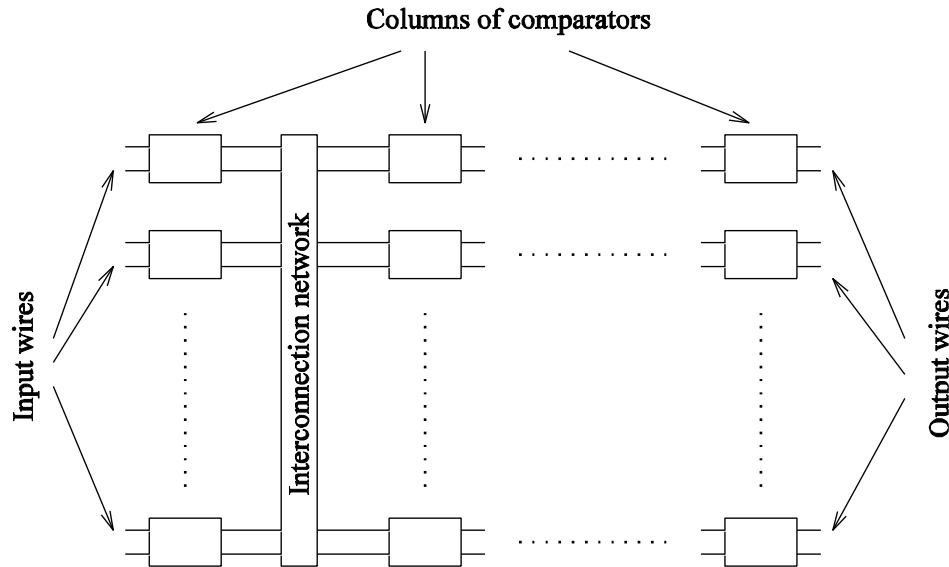 Columns of comparators
Input wires
Interconnection network
Output wires